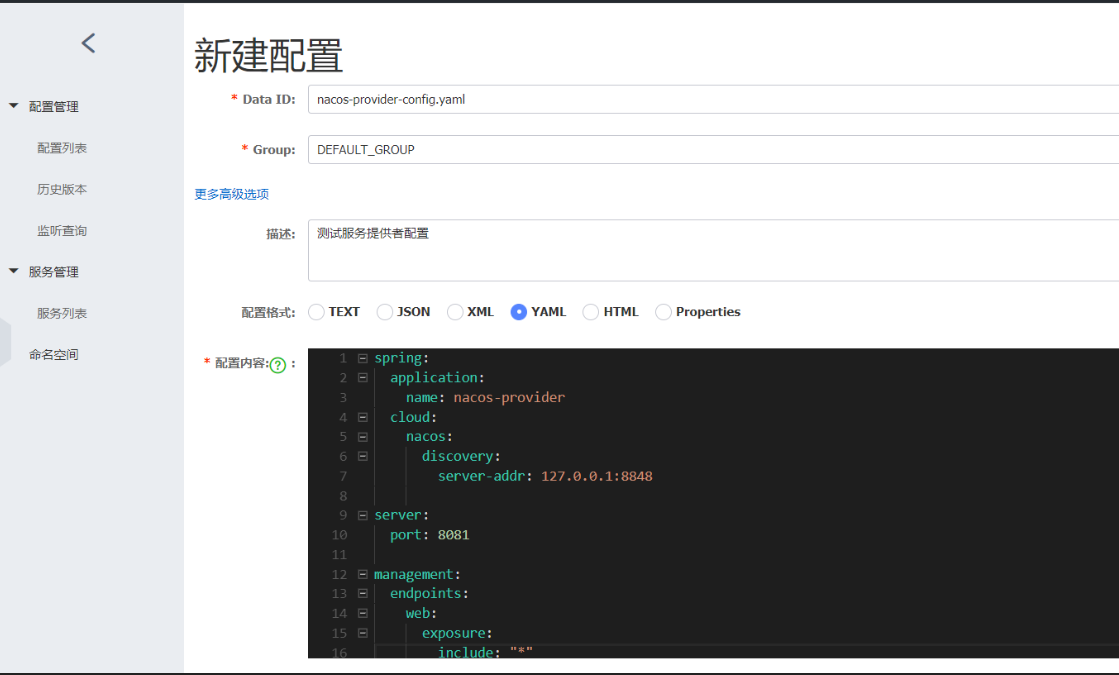 新建配置
* Data ID: nacos-provider-config.yaml
* Group: DEFAULT_GROUP
更多高级选项
描述: 测试服务提供者配置
配置格式: TEXT JSON XML YAML HTML Properties
* 配置内容:? :
1 spring:
2 application:
3 name: nacos-provider
4 cloud:
5 nacos:
6 discovery:
7 server-addr: 127.0.0.1:8848
8
9 server:
10 port: 8081
11
12 management:
13 endpoints:
14 web:
15 exposure:
16 include: "*"
配置管理
配置列表
历史版本
监听查询
服务管理
服务列表
命名空间